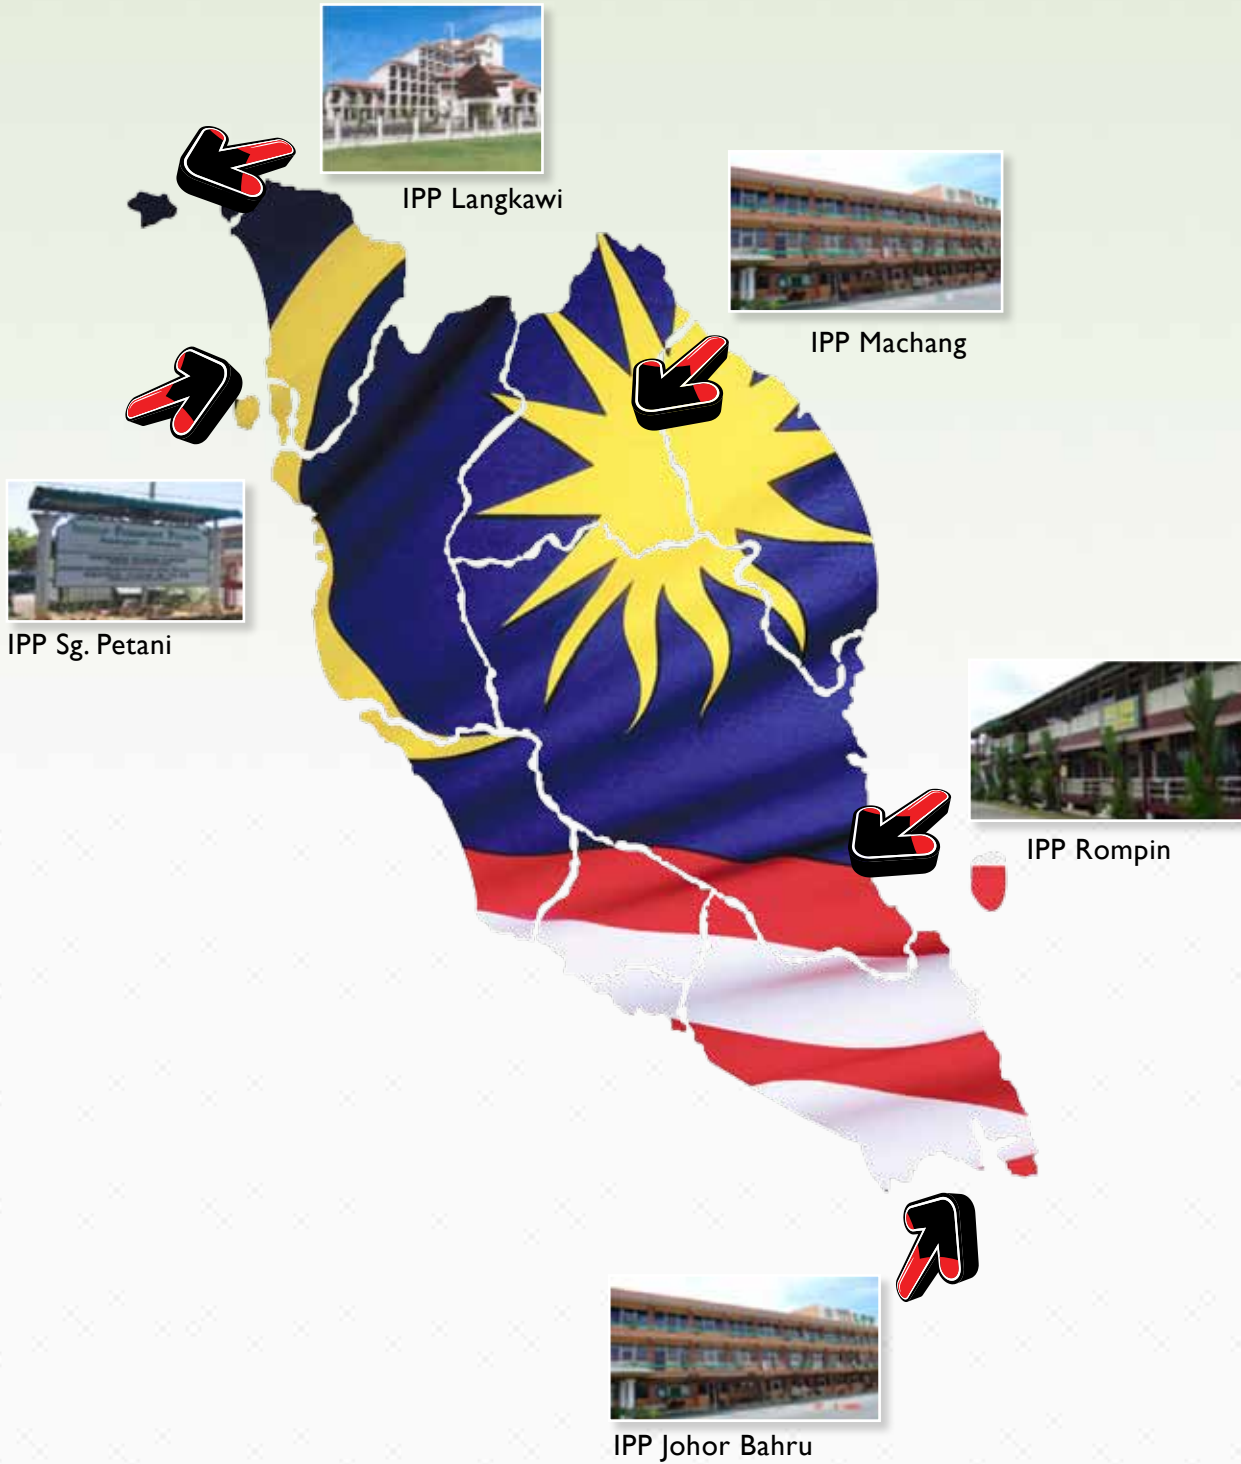 IPP Langkawi
IPP Machang
IPP Sg. Petani
IPP Rompin
IPP Johor Bahru